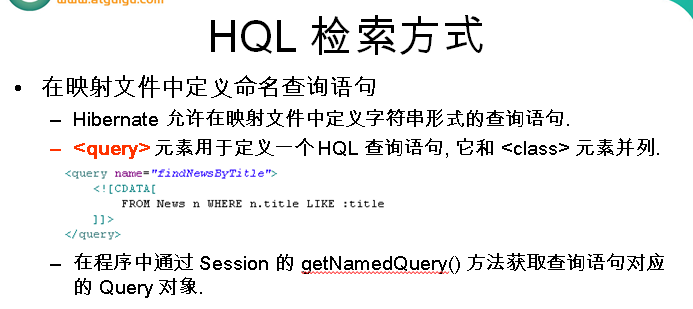 www.atguigu.com
HQL 检索方式
• 在映射文件中定义命名查询语句
– Hibernate 允许在映射文件中定义字符串形式的查询语句.
– <query> 元素用于定义一个HQL 查询语句, 它和 <class> 元素并列.
<query name="findNewsByTitle">
<![CDATA[
FROM News n WHERE n.title LIKE :title
]]>
</query>
– 在程序中通过 Session 的 getNamedQuery() 方法获取查询语句对应
的 Query 对象.